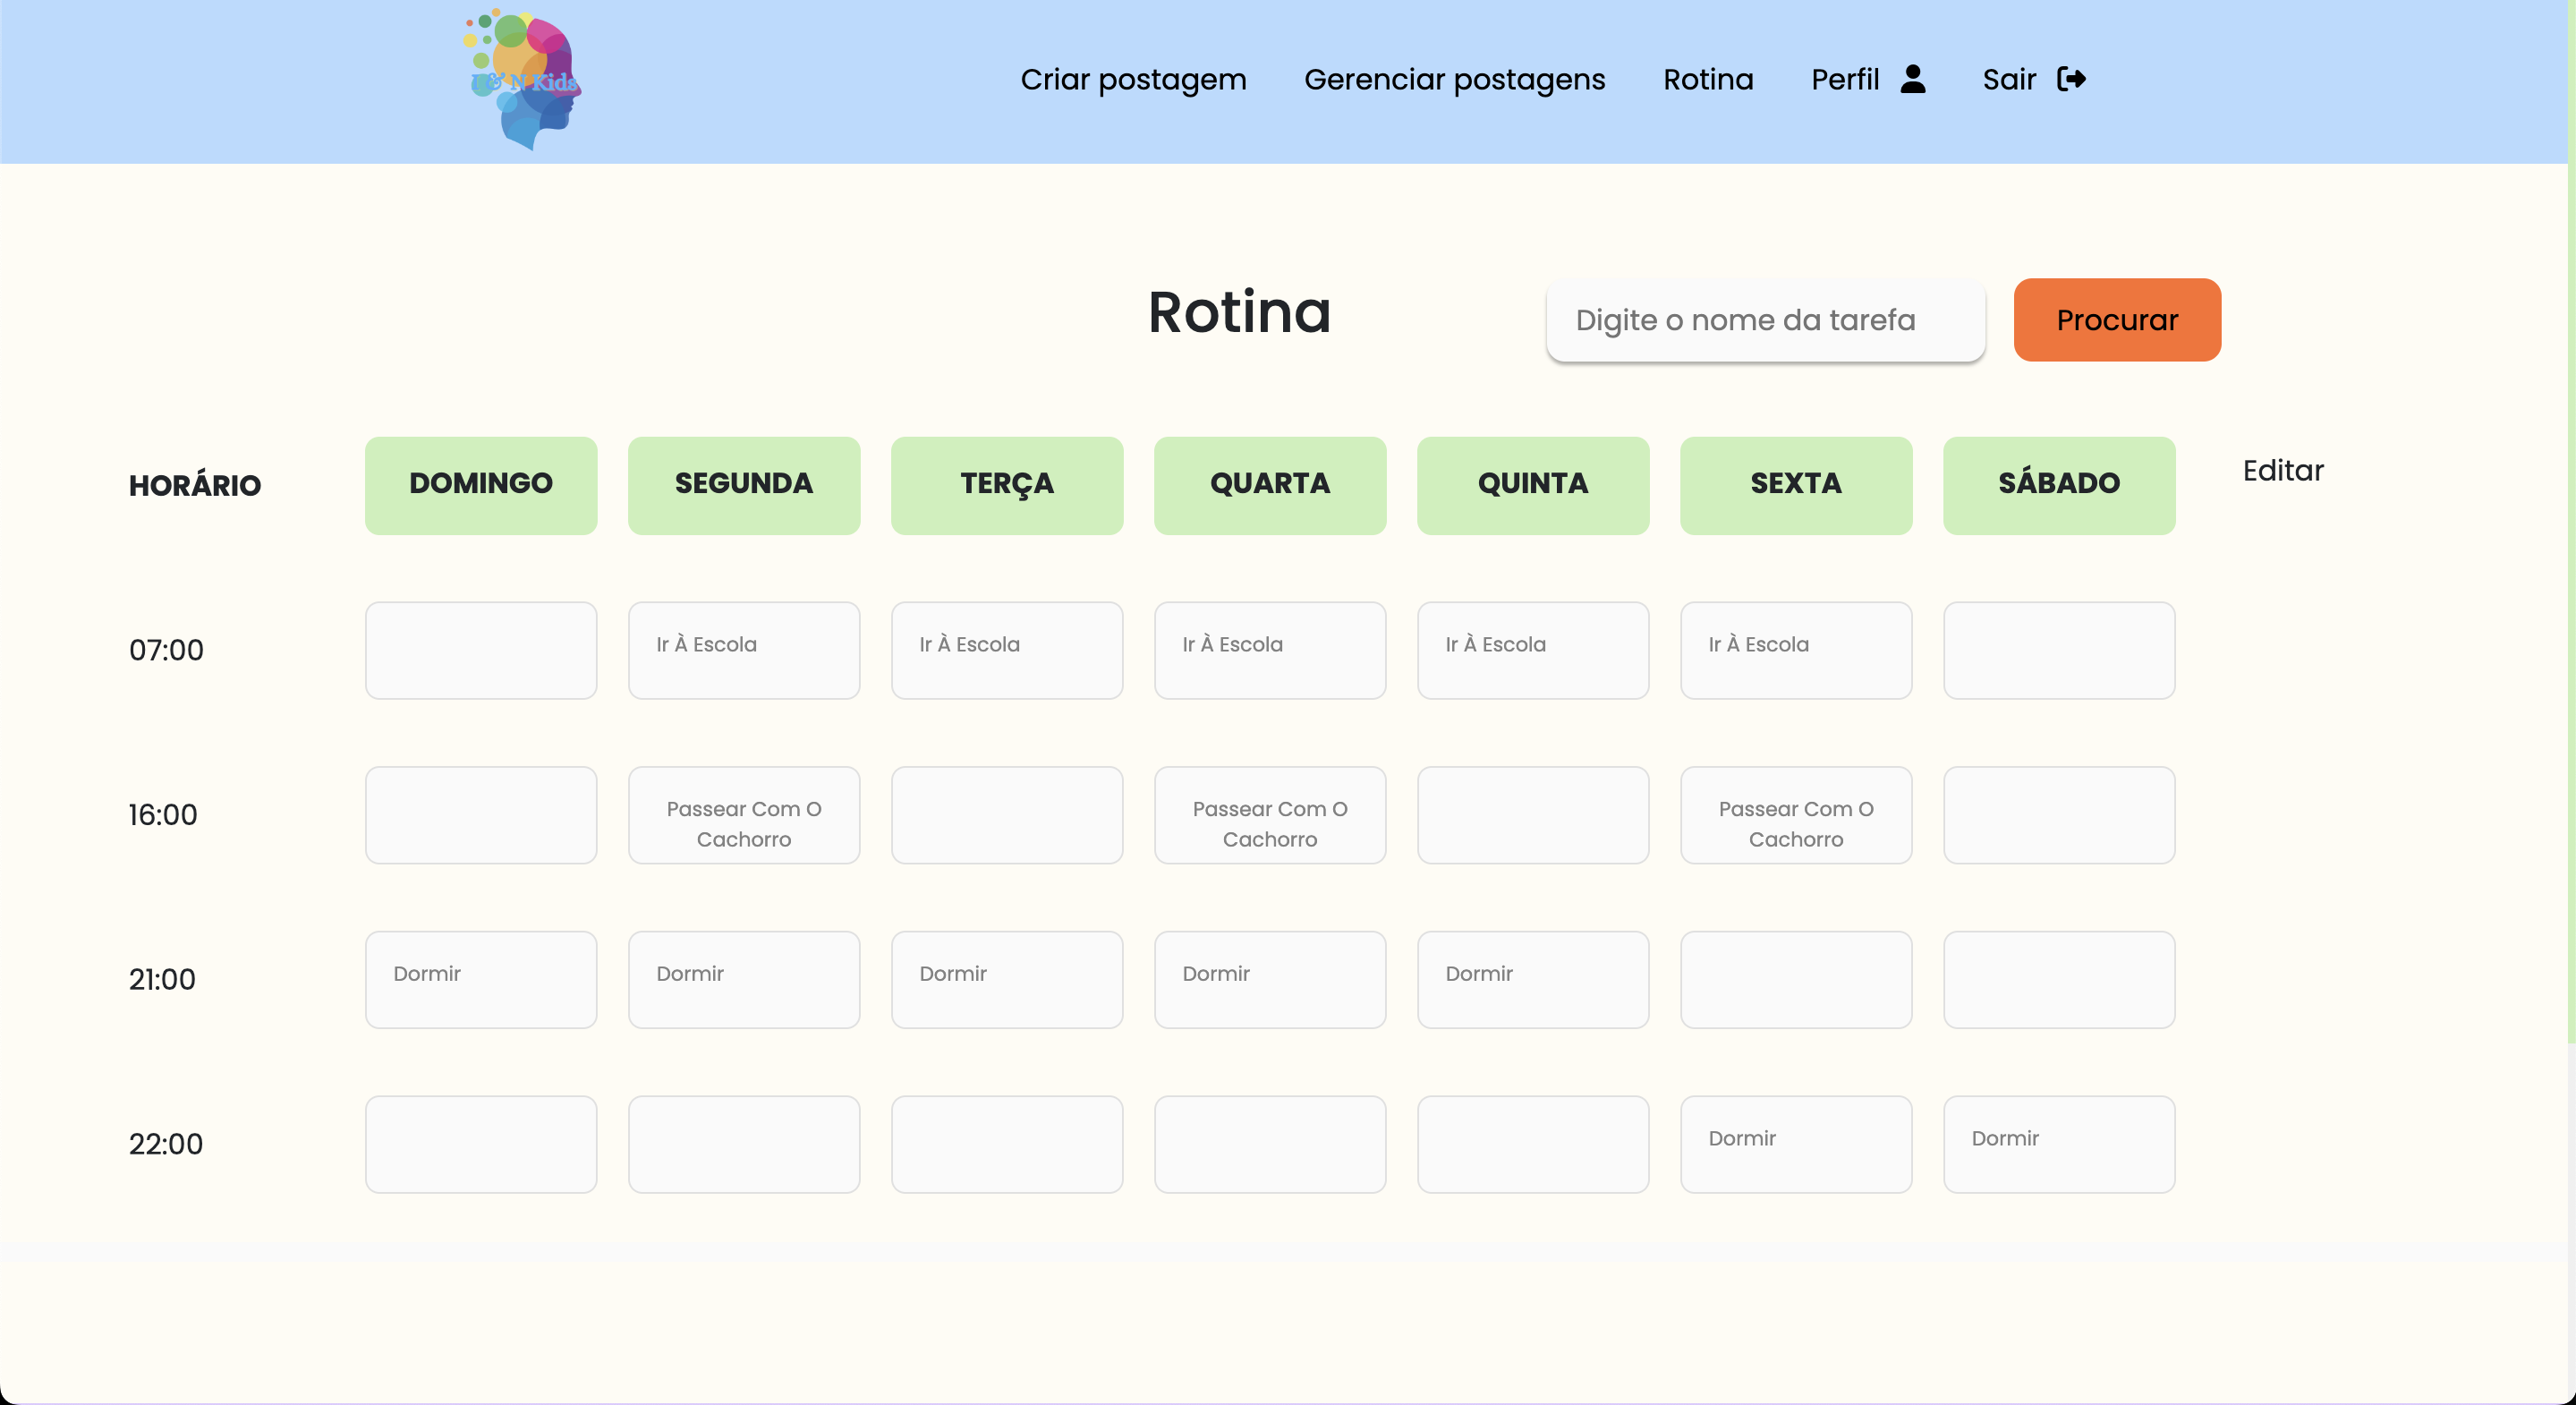 & N Kids
Criar postagem Gerenciar postagens Rotina Perfil Sair
Rotina
Digite o nome da tarefa
Procurar
HORÁRIO DOMINGO SEGUNDA TERÇA QUARTA QUINTA SEXTA SÁBADO Editar
07:00 Ir À Escola Ir À Escola Ir À Escola Ir À Escola Ir À Escola
16:00 Passear Com O Passear Com O Passear Com O
Cachorro Cachorro Cachorro
21:00 Dormir Dormir Dormir Dormir Dormir
22:00 Dormir Dormir